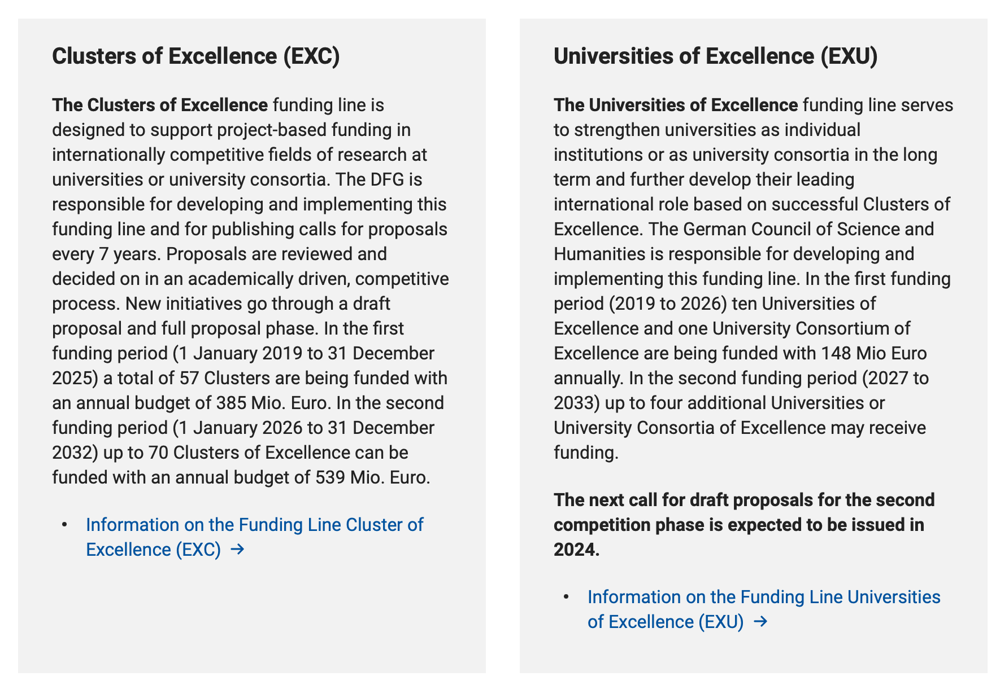 Clusters of Excellence (EXC)
The Clusters of Excellence funding line is
designed to support project-based funding in
internationally competitive fields of research at
universities or university consortia. The DFG is
responsible for developing and implementing this
funding line and for publishing calls for proposals
every 7 years. Proposals are reviewed and
decided on in an academically driven, competitive
process. New initiatives go through a draft
proposal and full proposal phase. In the first
funding period (1 January 2019 to 31 December
2025) a total of 57 Clusters are being funded with
an annual budget of 385 Mio. Euro. In the second
funding period (1 January 2026 to 31 December
2032) up to 70 Clusters of Excellence can be
funded with an annual budget of 539 Mio. Euro.
• Information on the Funding Line Cluster of
Excellence (EXC) →
Universities of Excellence (EXU)
The Universities of Excellence funding line serves
to strengthen universities as individual
institutions or as university consortia in the long
term and further develop their leading
international role based on successful Clusters of
Excellence. The German Council of Science and
Humanities is responsible for developing and
implementing this funding line. In the first funding
period (2019 to 2026) ten Universities of
Excellence and one University Consortium of
Excellence are being funded with 148 Mio Euro
annually. In the second funding period (2027 to
2033) up to four additional Universities or
University Consortia of Excellence may receive
funding.
The next call for draft proposals for the second
competition phase is expected to be issued in
2024.
• Information on the Funding Line Universities
of Excellence (EXU) →